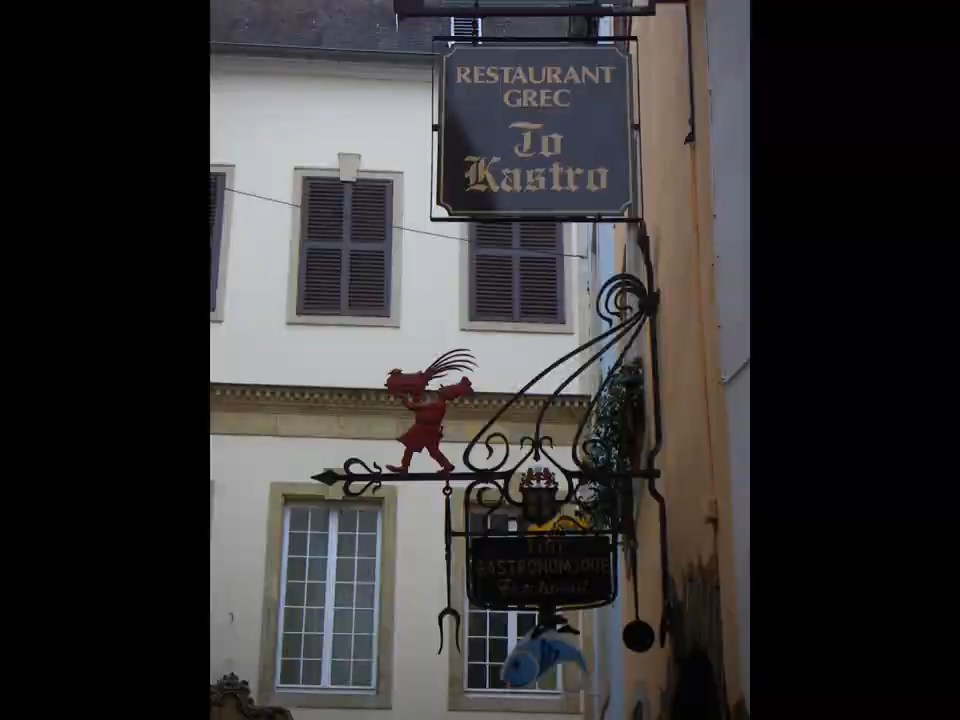 RESTAURANT
GREC
To
Kastro
GASTRONOMIQUE